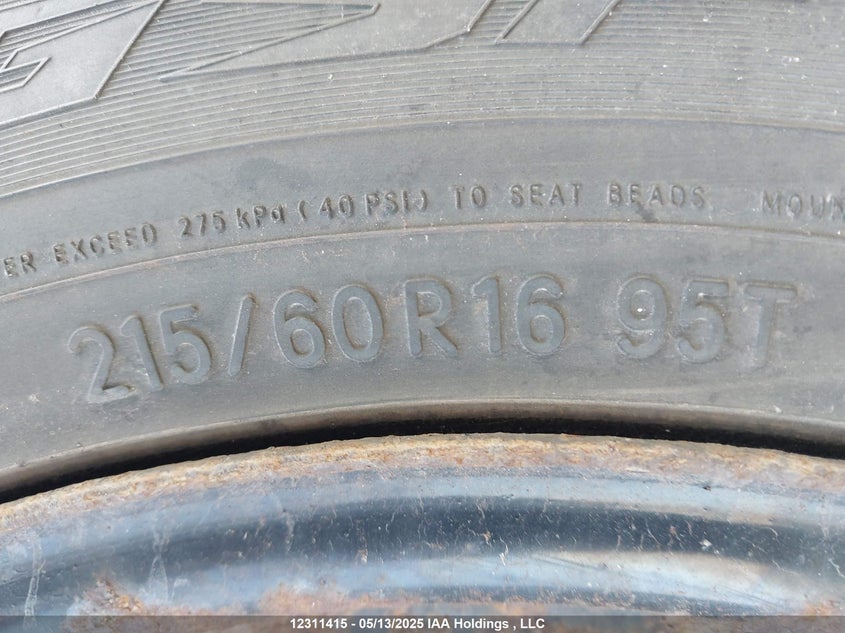 ER EXCEED 275 kPa (40 PSI) TO SEAT BEADS. MOUN
215/60R16 95T
12311415 - 05/13/2025 IAA Holdings , LLC